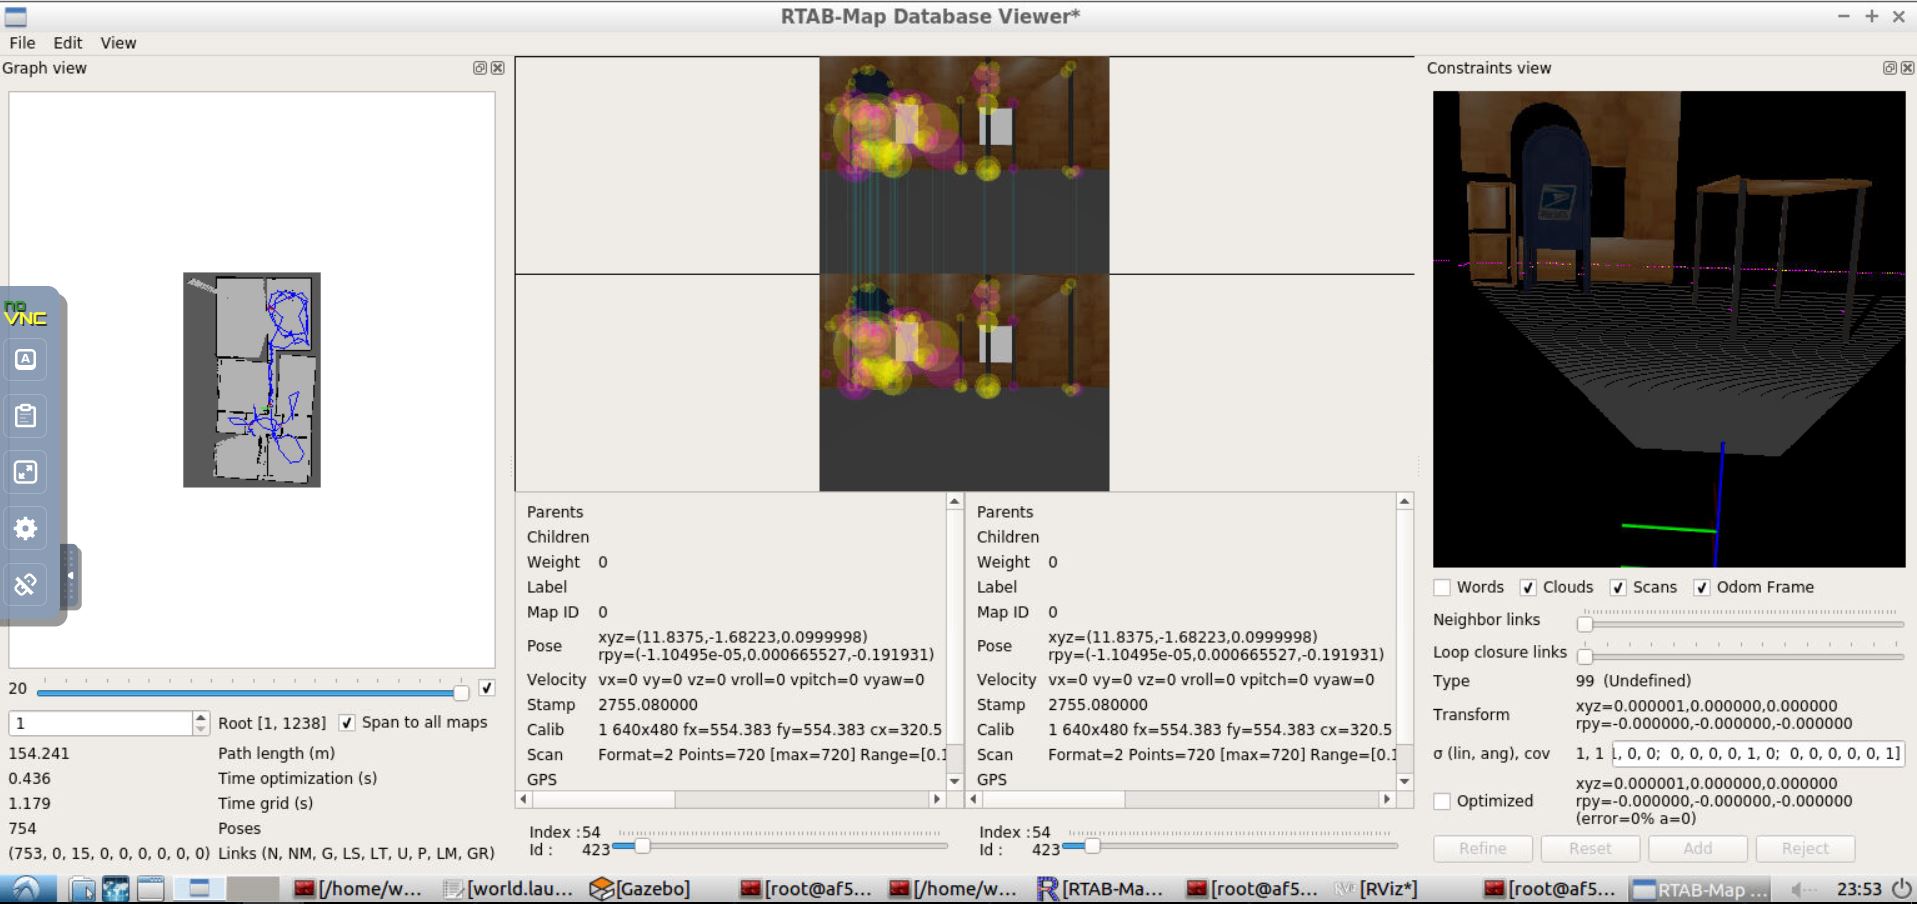 RTAB-Map Database Viewer*
File Edit View
Graph view
Constraints view
no
VNC
A
Parents
Children
Weight 0
Label
Map ID 0
Pose xyz=(11.8375,-1.68223,0.0999998)
rpy=(-1.10495e-05,0.000665527,-0.191931)
Velocity vx=0 vy=0 vz=0 vroll=0 vpitch=0 vyaw=0
Stamp 2755.080000
Calib 1 640x480 fx=554.383 fy=554.383 cx=320.5
Scan Format=2 Points=720 [max=720] Range=[0.1
GPS
Index :54
Id : 423
Parents
Children
Weight 0
Label
Map ID 0
Pose xyz=(11.8375,-1.68223,0.0999998)
rpy=(-1.10495e-05,0.000665527,-0.191931)
Velocity vx=0 vy=0 vz=0 vroll=0 vpitch=0 vyaw=0
Stamp 2755.080000
Calib 1 640x480 fx=554.383 fy=554.383 cx=320.5
Scan Format=2 Points=720 [max=720] Range=[0.1
GPS
Index :54
Id : 423
20
1 Root [1, 1238] Span to all maps
154.241 Path length (m)
0.436 Time optimization (s)
1.179 Time grid (s)
754 Poses
(753, 0, 15, 0, 0, 0, 0, 0, 0) Links (N, NM, G, LS, LT, U, P, LM, GR)
Words Clouds Scans Odom Frame
Neighbor links
Loop closure links
Type 99 (Undefined)
Transform xyz=0.000001,0.000000,0.000000
rpy=-0.000000,-0.000000,-0.000000
σ (lin, ang), cov 1, 1 , 0, 0; 0, 0, 0, 0, 1, 0; 0, 0, 0, 0, 0, 1]
Optimized xyz=0.000001,0.000000,0.000000
rpy=-0.000000,-0.000000,-0.000000
(error=0% a=0)
Refine Reset Add Reject
[/home/w... [world.lau... [Gazebo] [root@af5... [/home/w... [RTAB-Ma... [root@af5... [RViz*] [root@af5... RTAB-Map ... 23:53